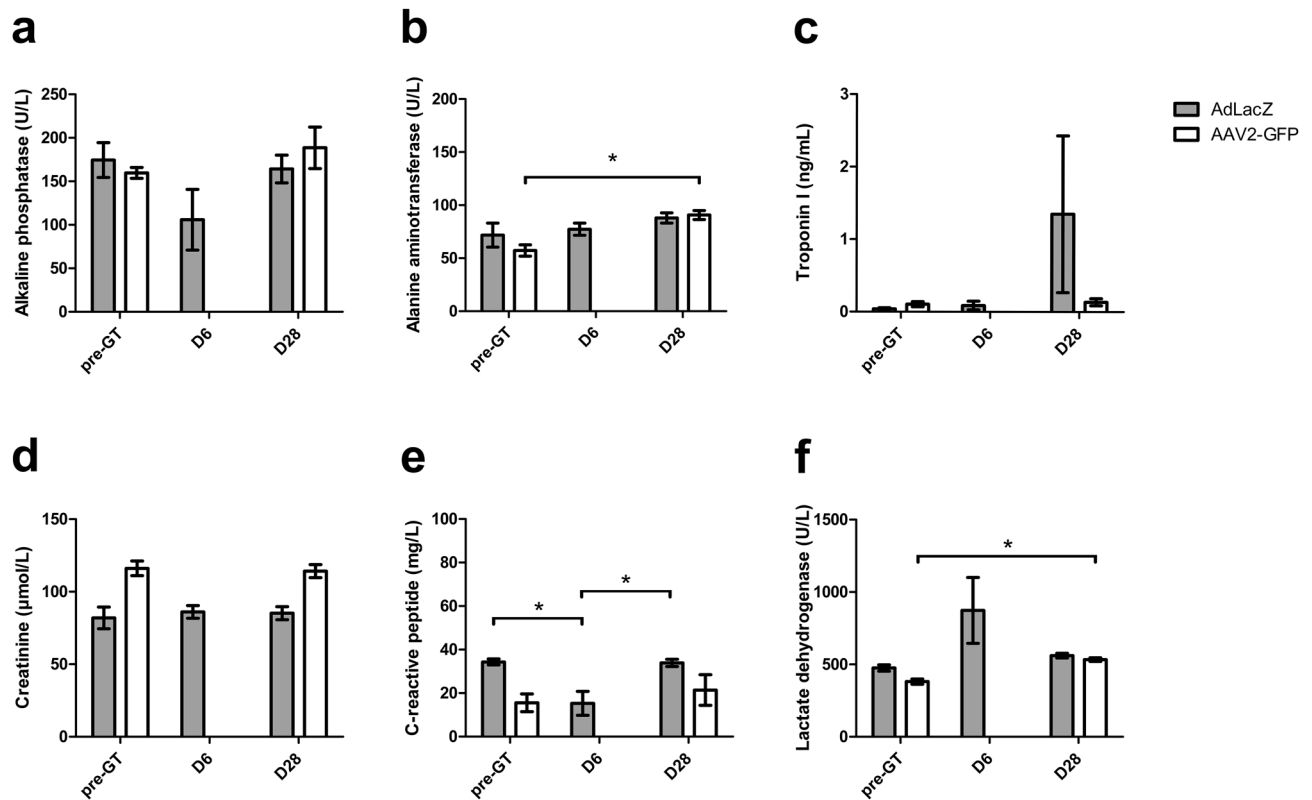 a
Alkaline phosphatase (U/L)
250
200
150
100
50
0
pre-GT
D6
D28
b
Alanine aminotransferase (U/L)
200
150
100
50
0
*
pre-GT
D6
D28
c
Troponin I (ng/mL)
3
2
1
0
pre-GT
D6
D28
AdLacZ
AAV2-GFP
d
Creatinine (µmol/L)
150
100
50
0
pre-GT
D6
D28
e
C-reactive peptide (mg/L)
100
80
60
40
20
0
*
*
pre-GT
D6
D28
f
Lactate dehydrogenase (U/L)
1500
1000
500
0
*
pre-GT
D6
D28